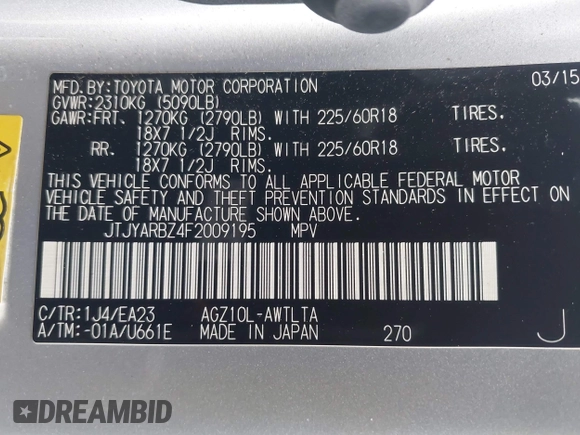 MFD.BY:TOYOTA MOTOR CORPORATION 03/15
GVWR:2310KG (5090LB)
GAWR:FRT. 1270KG (2790LB) WITH 225/60R18 TIRES.
18X7 1/2J RIMS.
RR. 1270KG (2790LB) WITH 225/60R18 TIRES.
18X7 1/2J RIMS.
THIS VEHICLE CONFORMS TO ALL APPLICABLE FEDERAL MOTOR
VEHICLE SAFETY AND THEFT PREVENTION STANDARDS IN EFFECT ON
THE DATE OF MANUFACTURE SHOWN ABOVE.
JTJYARBZ4F2009195 MPV
C/TR:1J4/EA23 AGZ10L-AWTLTA
A/TM:-01A/U661E MADE IN JAPAN 270 J
DREAMBID